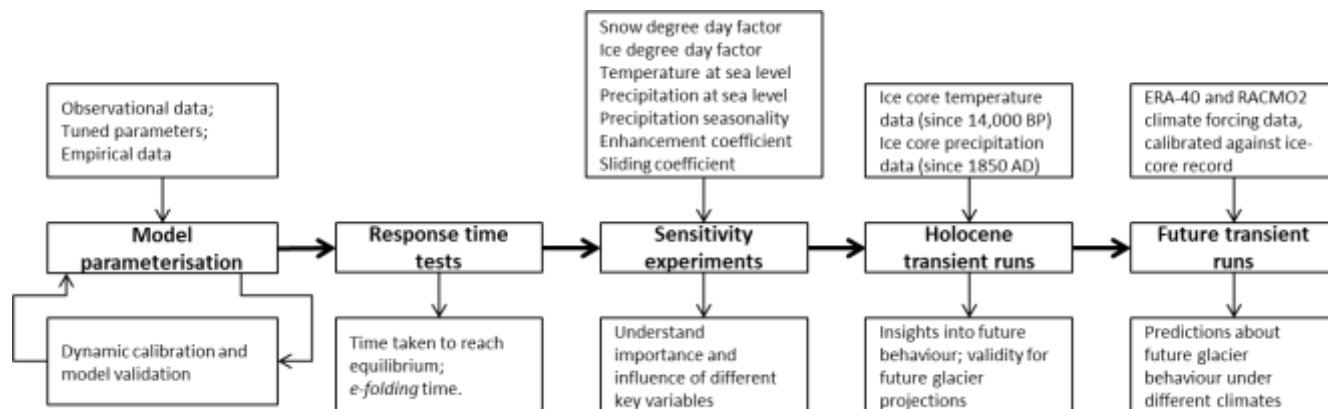 Observational data;
Tuned parameters;
Empirical data
Snow degree day factor
Ice degree day factor
Temperature at sea level
Precipitation at sea level
Precipitation seasonality
Enhancement coefficient
Sliding coefficient
Ice core temperature
data (since 14,000 BP)
Ice core precipitation
data (since 1850 AD)
ERA-40 and RACMO2
climate forcing data,
calibrated against ice-
core record
Model
parameterisation
Response time
tests
Sensitivity
experiments
Holocene
transient runs
Future transient
runs
Dynamic calibration and
model validation
Time taken to reach
equilibrium;
e-folding time.
Understand
importance and
influence of different
key variables
Insights into future
behaviour; validity for
future glacier
projections
Predictions about
future glacier
behaviour under
different climates